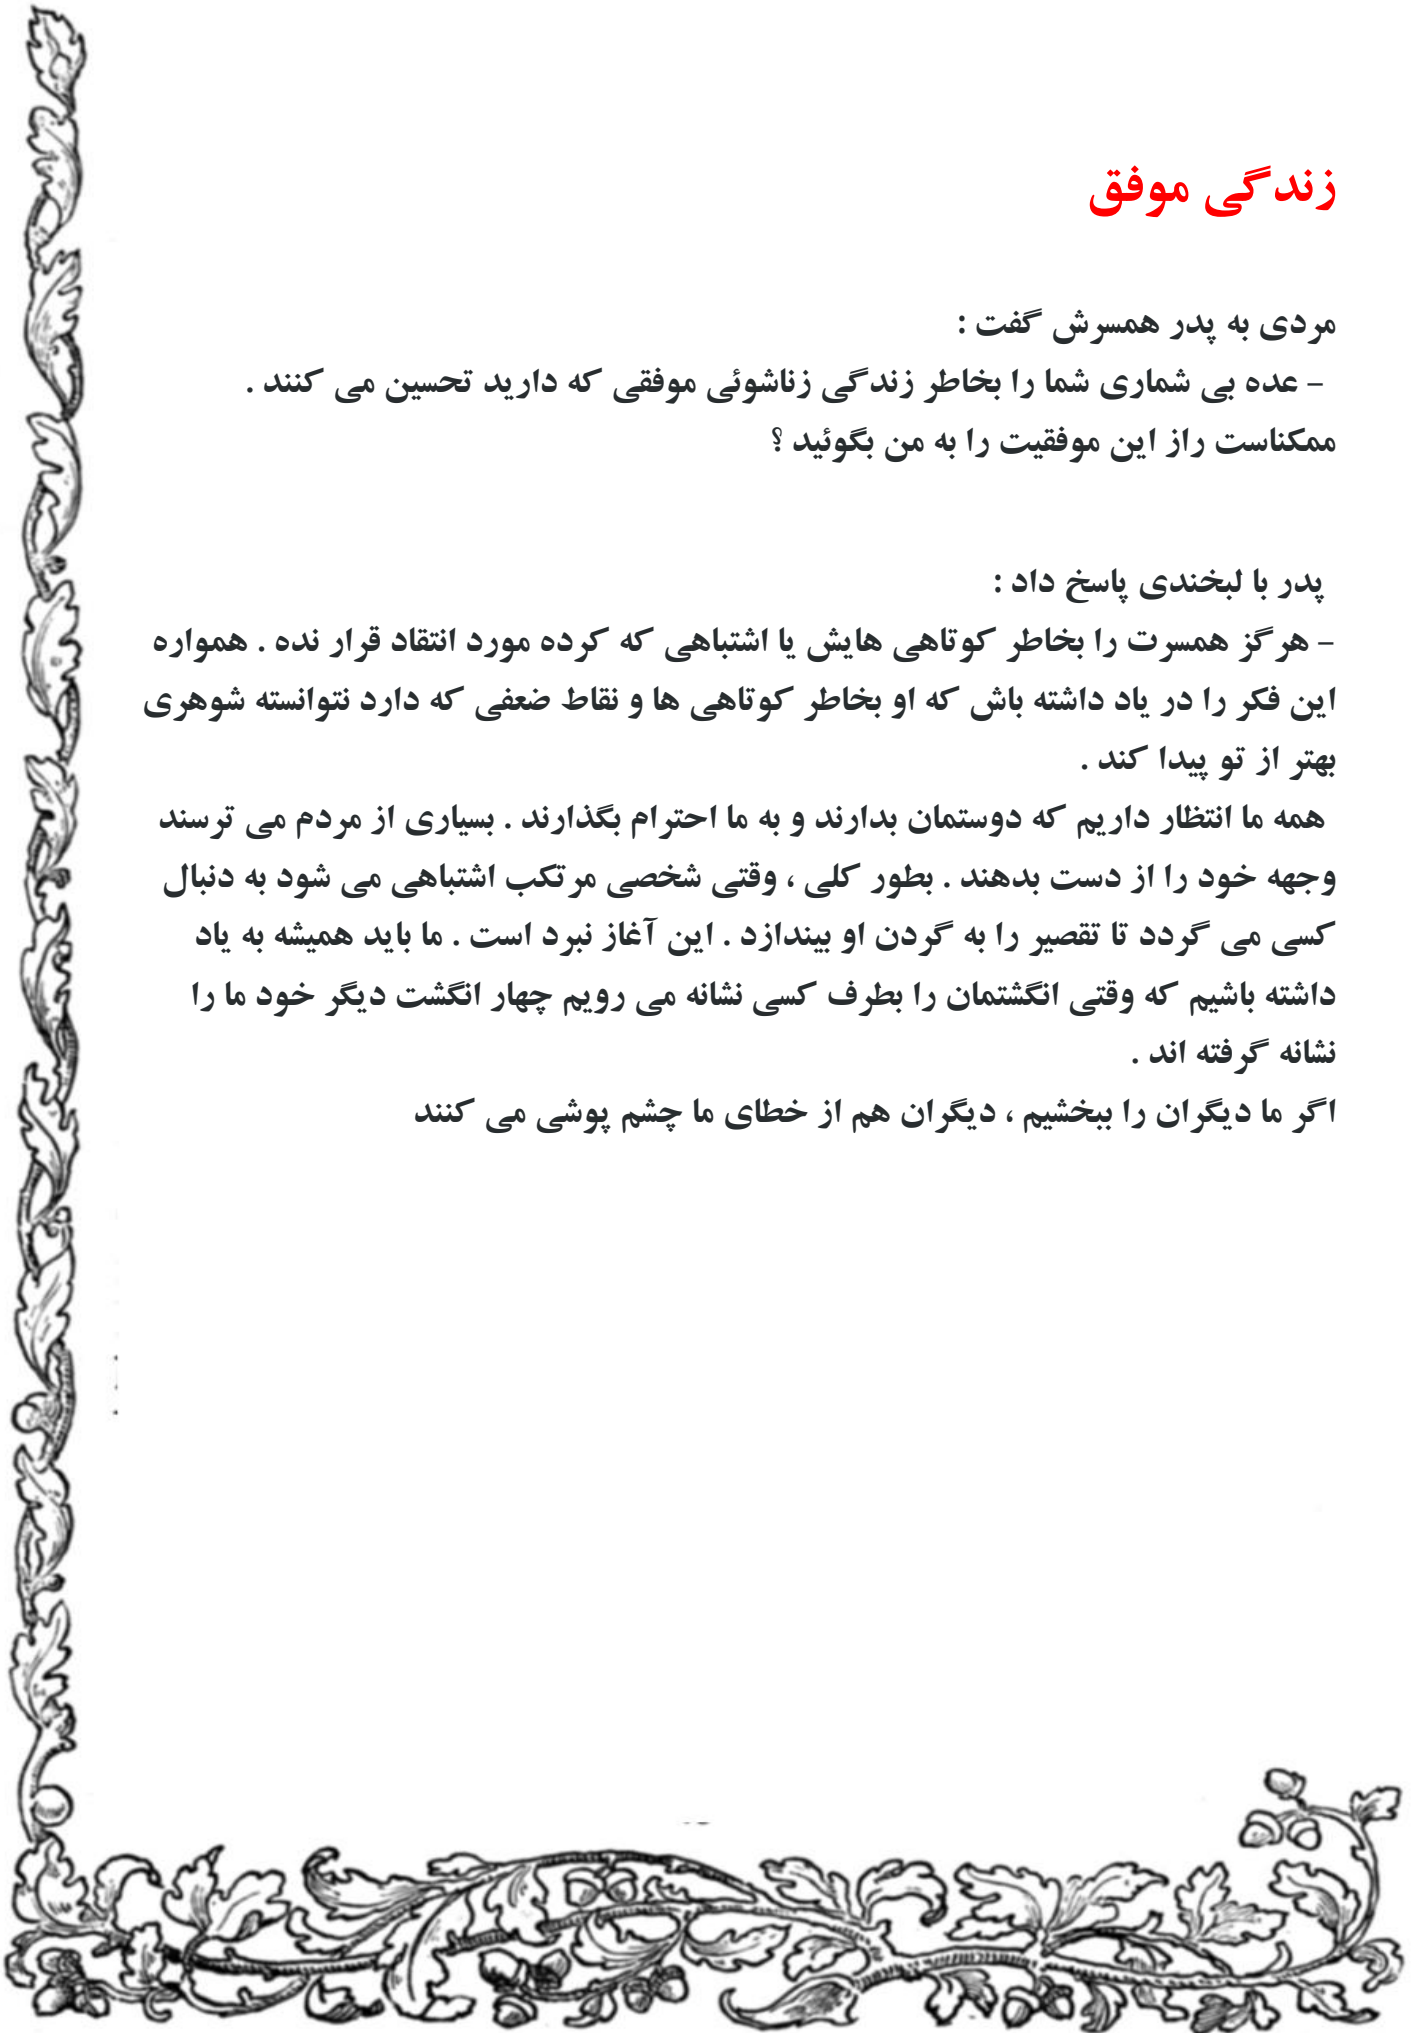 زندگی موفق
مردی به پدر همسرش گفت :
- عده بی شماری شما را بخاطر زندگی زناشوئی موفقی که دارید تحسین می کنند .
ممکناست راز این موفقیت را به من بگوئید ؟
پدر با لبخندی پاسخ داد :
- هرگز همسرت را بخاطر کوتاهی هایش یا اشتباهی که کرده مورد انتقاد قرار نده . همواره
این فکر را در یاد داشته باش که او بخاطر کوتاهی ها و نقاط ضعفی که دارد نتوانسته شوهری
بهتر از تو پیدا کند .
همه ما انتظار داریم که دوستمان بدارند و به ما احترام بگذارند . بسیاری از مردم می ترسند
وجهه خود را از دست بدهند . بطور کلی ، وقتی شخصی مرتکب اشتباهی می شود به دنبال
کسی می گردد تا تقصیر را به گردن او بیندازد . این آغاز نبرد است . ما باید همیشه به یاد
داشته باشیم که وقتی انگشتمان را بطرف کسی نشانه می رویم چهار انگشت دیگر خود ما را
نشانه گرفته اند .
اگر ما دیگران را ببخشیم ، دیگران هم از خطای ما چشم پوشی می کنند